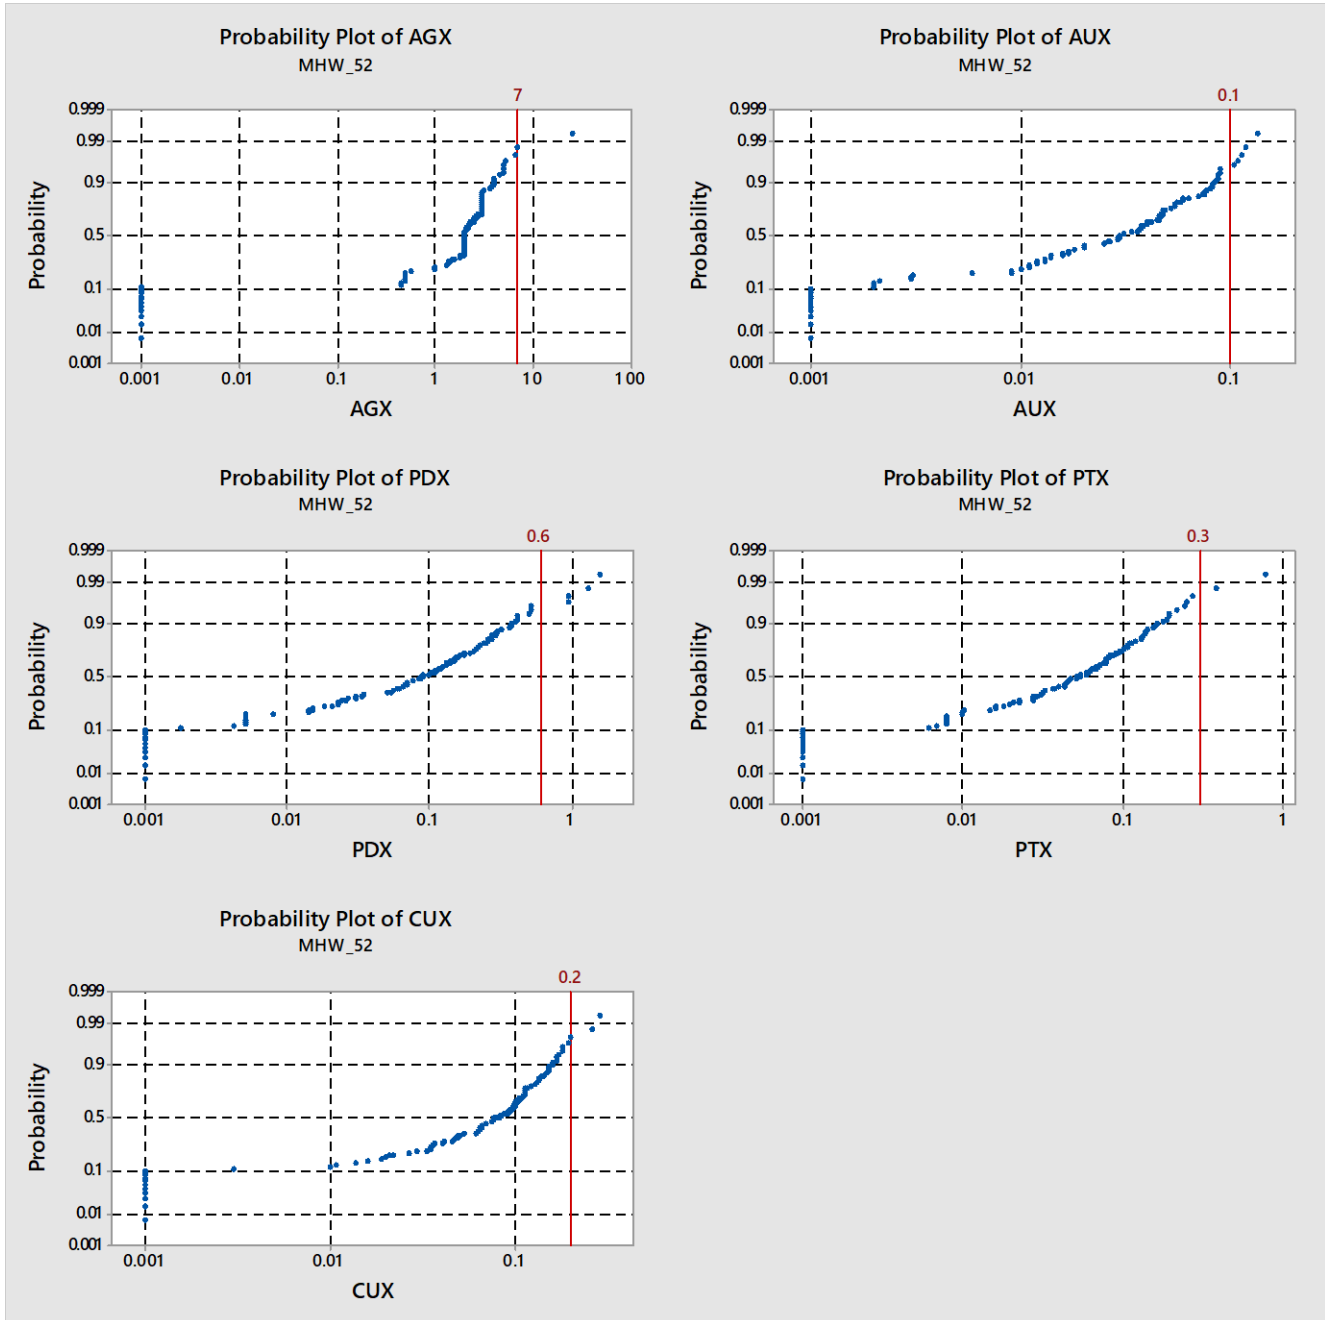 Probability Plot of AGX
MHW_52
7
0.999
0.99
0.9
0.5
0.1
0.01
0.001
Probability
0.001 0.01 0.1 1 10 100
AGX
Probability Plot of AUX
MHW_52
0.1
0.999
0.99
0.9
0.5
0.1
0.01
0.001
Probability
0.001 0.01 0.1
AUX
Probability Plot of PDX
MHW_52
0.6
0.999
0.99
0.9
0.5
0.1
0.01
0.001
Probability
0.001 0.01 0.1 1
PDX
Probability Plot of PTX
MHW_52
0.3
0.999
0.99
0.9
0.5
0.1
0.01
0.001
Probability
0.001 0.01 0.1 1
PTX
Probability Plot of CUX
MHW_52
0.2
0.999
0.99
0.9
0.5
0.1
0.01
0.001
Probability
0.001 0.01 0.1
CUX